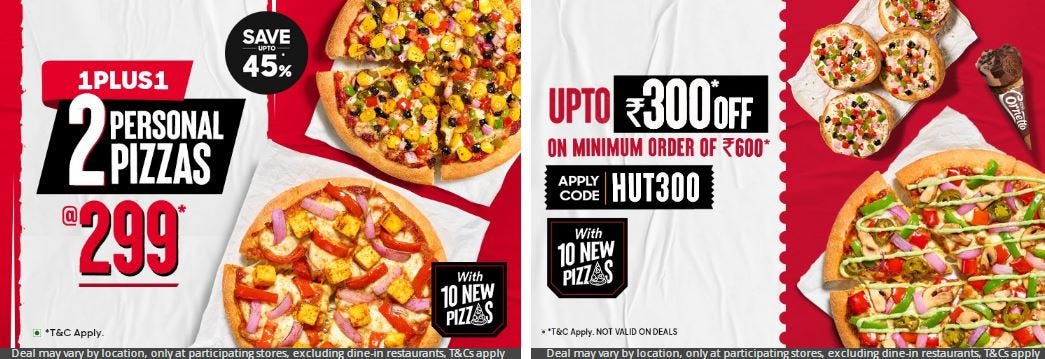 SAVE
UPTO
45%
1PLUS1
2 PERSONAL
PIZZAS
@299*
With
10 NEW
PIZZAS
*T&C Apply.
Deal may vary by location, only at participating stores, excluding dine-in restaurants, T&Cs apply
UPTO ₹300* OFF
ON MINIMUM ORDER OF ₹600*
APPLY
CODE
HUT300
With
10 NEW
PIZZAS
Cornetto
*T&C Apply. NOT VALID ON DEALS
Deal may vary by location, only at participating stores, excluding dine-in restaurants, T&Cs apply